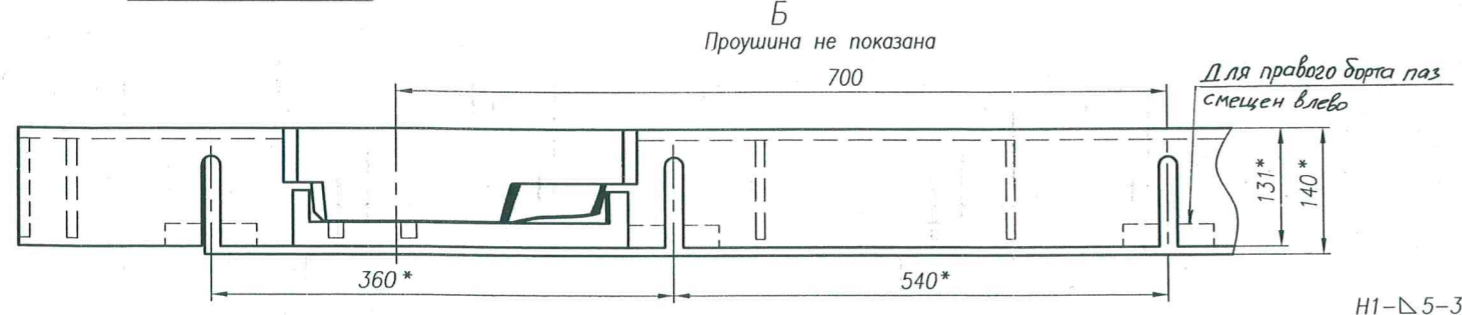 Б
Проушина не показана
700
Для правого борта паз
смещен влево
131*
140*
360*
540*
Н1-◺5-3